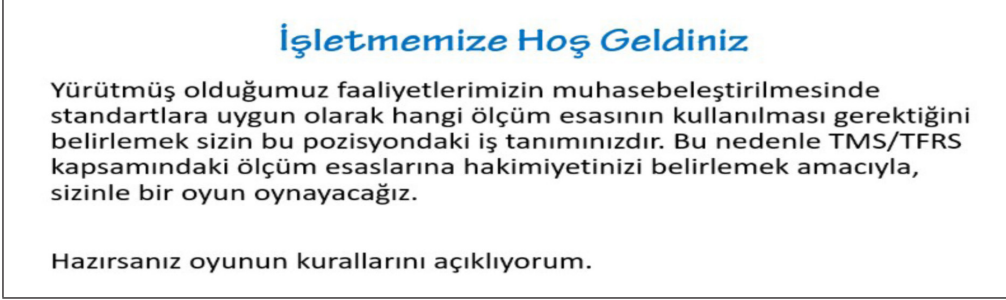 İşletmemize Hoş Geldiniz
Yürütmüş olduğumuz faaliyetlerimizin muhasebeleştirilmesinde
standartlara uygun olarak hangi ölçüm esasının kullanılması gerektiğini
belirlemek sizin bu pozisyondaki iş tanımınızdır. Bu nedenle TMS/TFRS
kapsamındaki ölçüm esaslarına hakimiyetinizi belirlemek amacıyla,
sizinle bir oyun oynayacağız.
Hazırsanız oyunun kurallarını açıklıyorum.